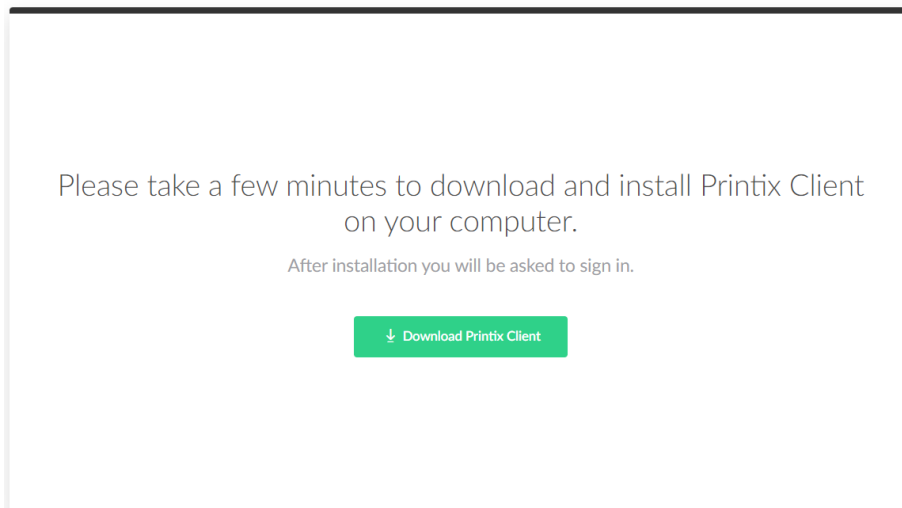 Please take a few minutes to download and install Printix Client
on your computer.
After installation you will be asked to sign in.
Download Printix Client